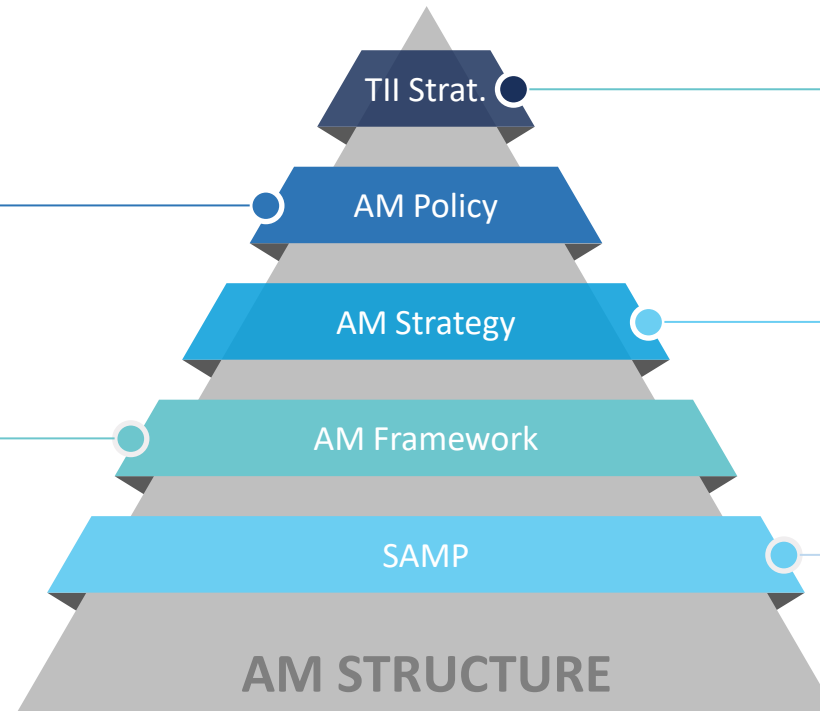 TII Strat.
AM Policy
AM Strategy
AM Framework
SAMP
AM STRUCTURE